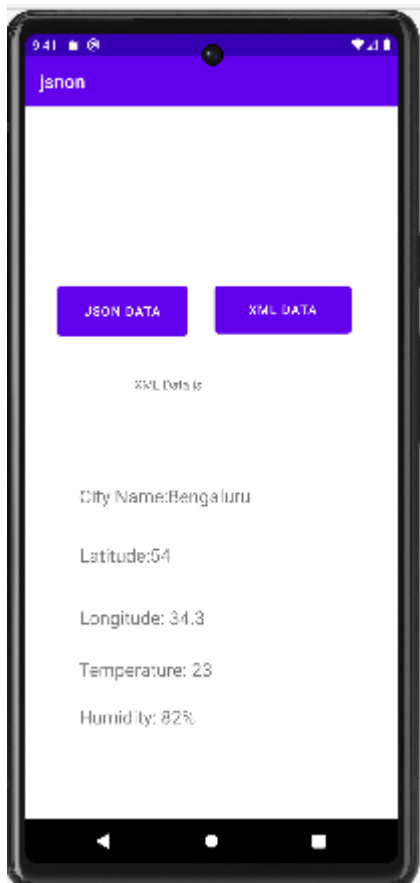 9:41
jsnon
JSON DATA XML DATA
XML Data is
City Name:Bengaluru
Latitude:54
Longitude: 34.3
Temperature: 23
Humidity: 82%